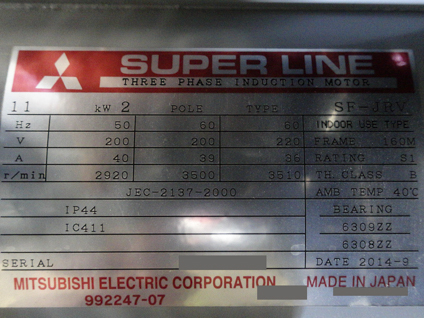 SUPER LINE
THREE PHASE INDUCTION MOTOR
11 kW 2 POLE TYPE SF-JRV
Hz 50 60 60 INDOOR USE TYPE
V 200 200 220 FRAME 160M
A 40 39 36 RATING S1
r/min 2920 3500 3510 TH.CLASS B
JEC-2137-2000 AMB TEMP 40℃
IP44 BEARING
IC411 6309ZZ
6308ZZ
SERIAL DATE 2014-9
MITSUBISHI ELECTRIC CORPORATION MADE IN JAPAN
992247-07